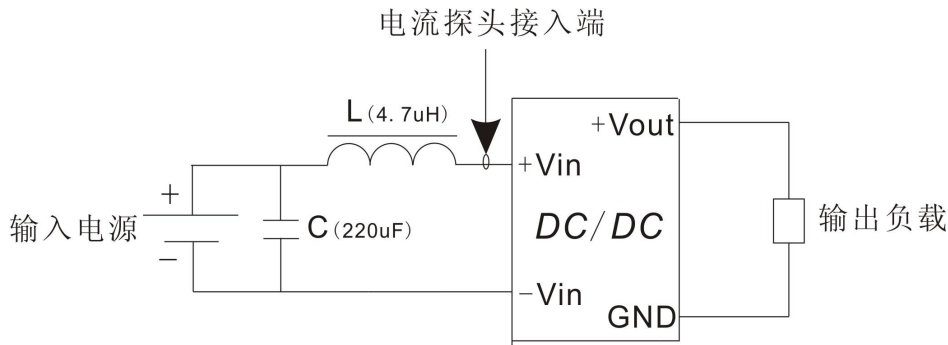 电流探头接入端
L(4.7uH)
+Vout
+Vin
+
输入电源
C(220uF)
DC/DC
输出负载
−
−Vin
GND